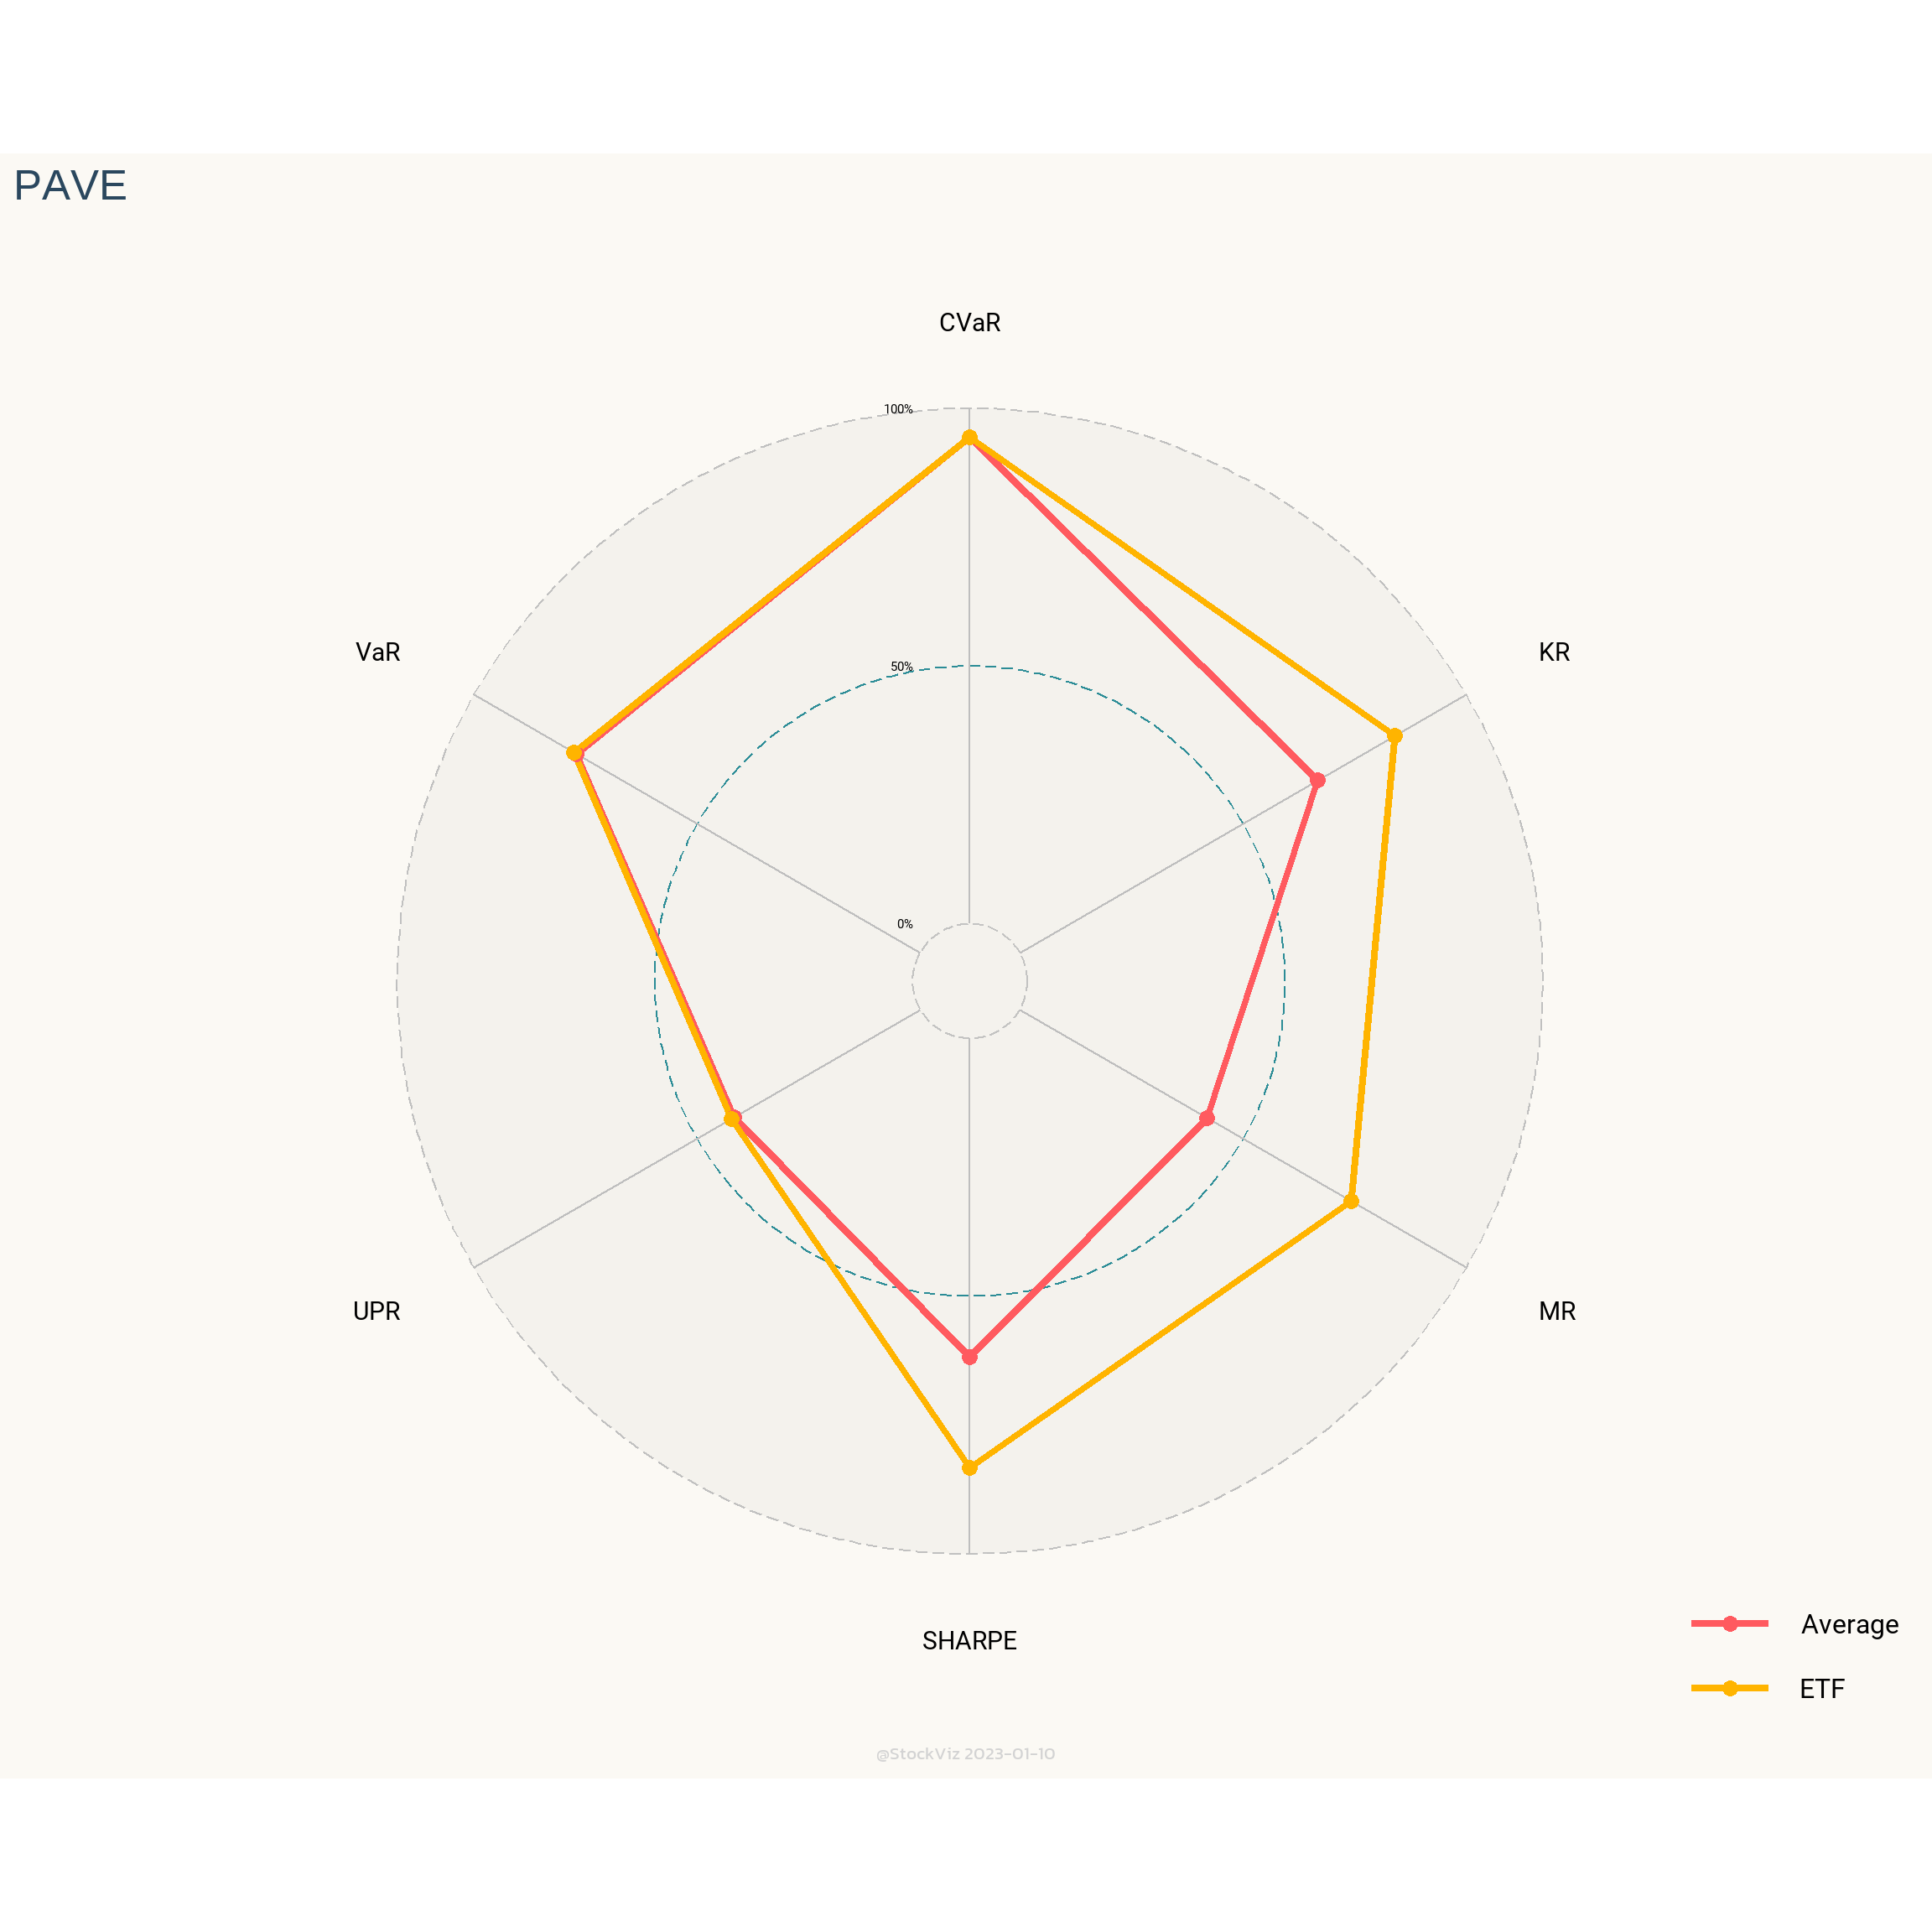 PAVE
CVaR
100%
VaR
KR
50%
0%
UPR
MR
SHARPE
Average
ETF
@StockViz 2023-01-10